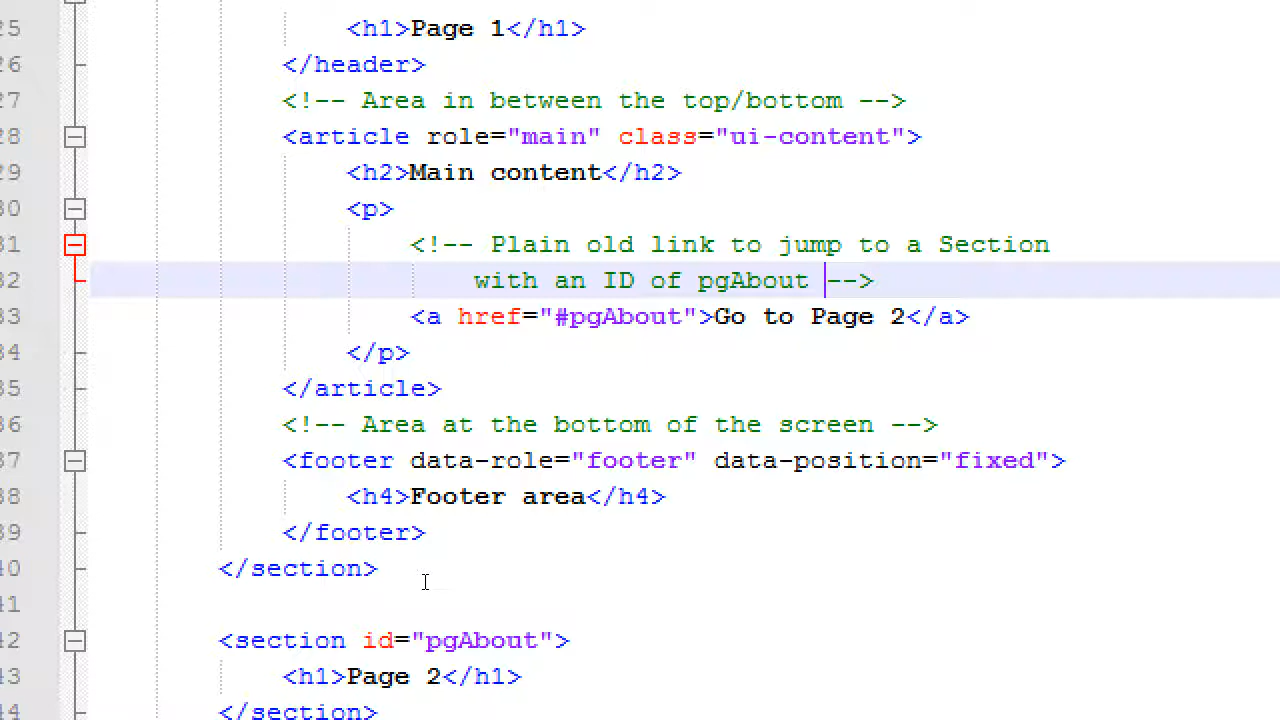 25 <h1>Page 1</h1>
26 </header>
27 <!-- Area in between the top/bottom -->
28 <article role="main" class="ui-content">
29 <h2>Main content</h2>
30 <p>
31 <!-- Plain old link to jump to a Section
32 with an ID of pgAbout -->
33 <a href="#pgAbout">Go to Page 2</a>
34 </p>
35 </article>
36 <!-- Area at the bottom of the screen -->
37 <footer data-role="footer" data-position="fixed">
38 <h4>Footer area</h4>
39 </footer>
40 </section>
41
42 <section id="pgAbout">
43 <h1>Page 2</h1>
44 </section>